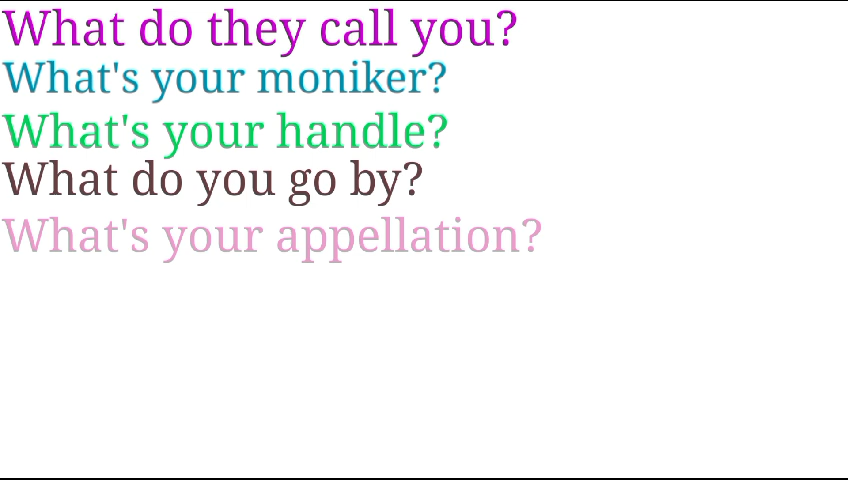 What do they call you?
What's your moniker?
What's your handle?
What do you go by?
What's your appellation?